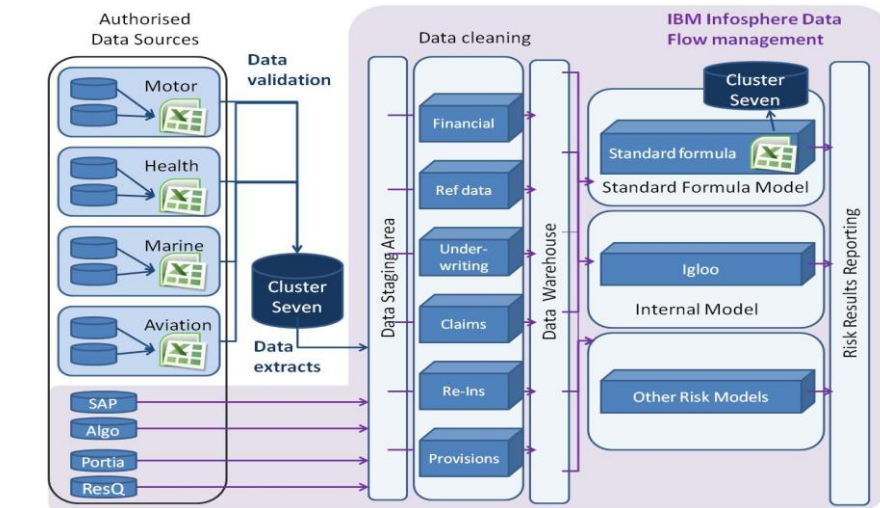 Authorised
Data Sources
Motor
Health
Marine
Aviation
SAP
Algo
Portia
ResQ
Data
validation
Cluster
Seven
Data
extracts
Data Staging Area
Data cleaning
Financial
Ref data
Under-
writing
Claims
Re-Ins
Provisions
Data Warehouse
IBM Infosphere Data
Flow management
Cluster
Seven
Standard formula
Standard Formula Model
Igloo
Internal Model
Other Risk Models
Risk Results Reporting